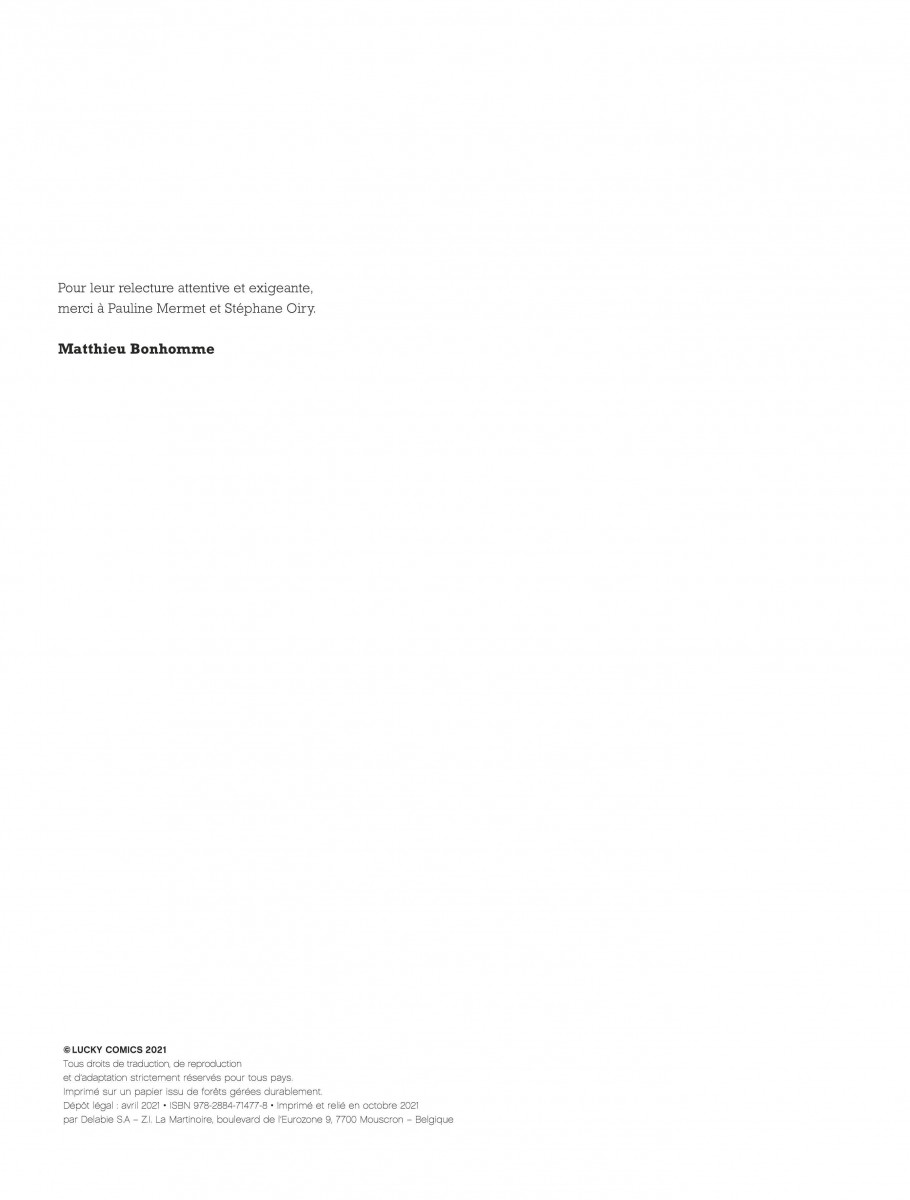 Pour leur relecture attentive et exigeante,
merci à Pauline Mermet et Stéphane Oiry.
Matthieu Bonhomme
© LUCKY COMICS 2021
Tous droits de traduction, de reproduction
et d'adaptation strictement réservés pour tous pays.
Imprimé sur un papier issu de forêts gérées durablement.
Dépôt légal : avril 2021 • ISBN 978-2884-71477-8 • Imprimé et relié en octobre 2021
par Delabie S.A – Z.I. La Martinoire, boulevard de l'Eurozone 9, 7700 Mouscron – Belgique